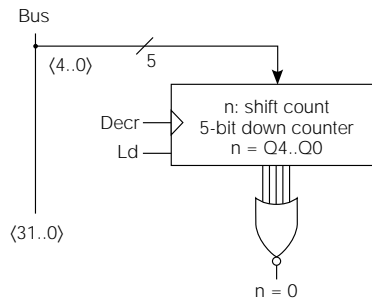 Bus
⟨4..0⟩
5
n: shift count
5-bit down counter
n = Q4..Q0
Decr
Ld
⟨31..0⟩
n = 0